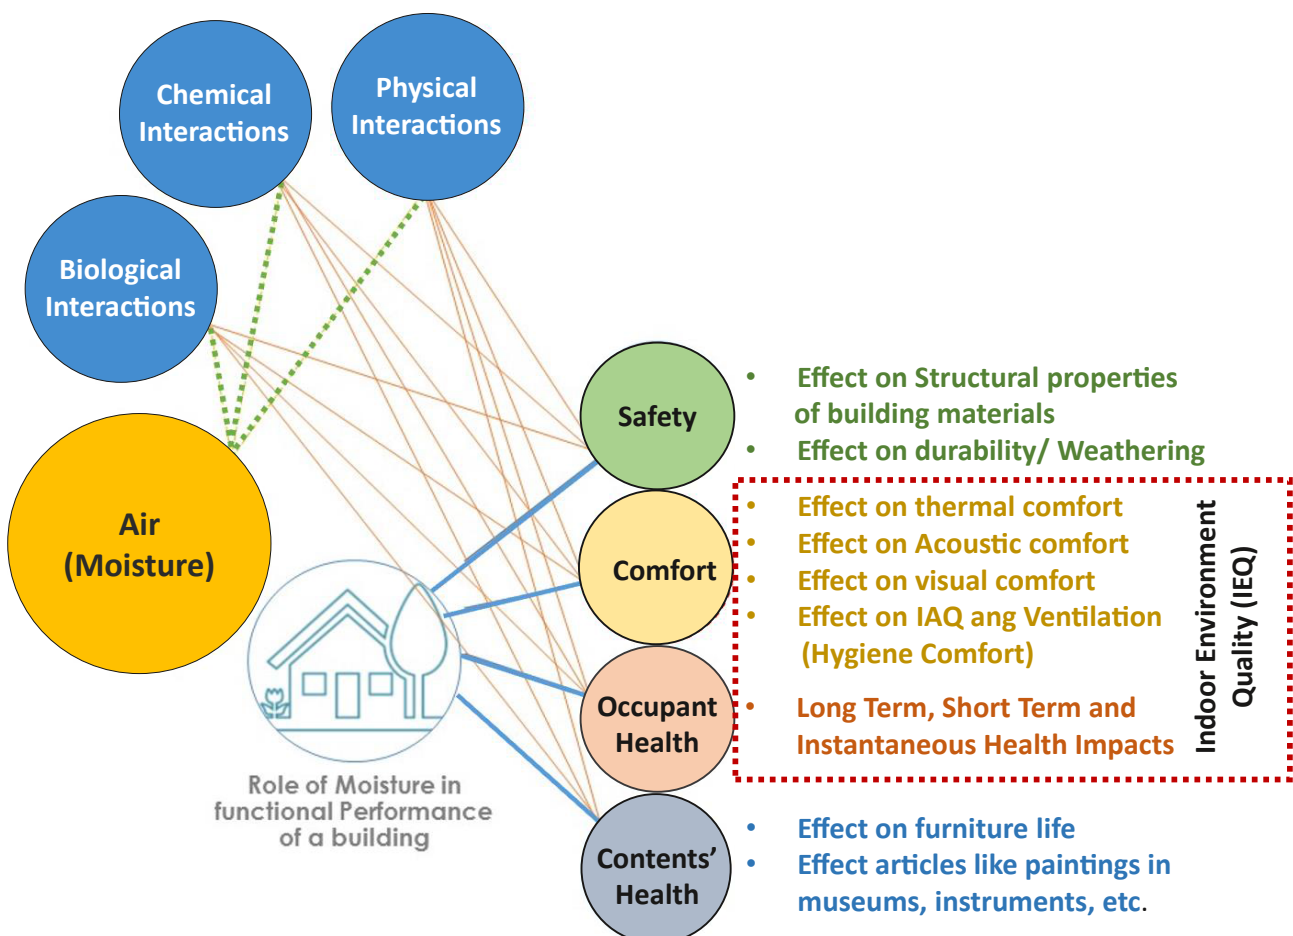 Chemical
Interactions
Physical
Interactions
Biological
Interactions
Air
(Moisture)
Role of Moisture in
functional Performance
of a building
Safety
• Effect on Structural properties
of building materials
• Effect on durability/ Weathering
Comfort
• Effect on thermal comfort
• Effect on Acoustic comfort
• Effect on visual comfort
• Effect on IAQ ang Ventilation
(Hygiene Comfort)
Occupant
Health
• Long Term, Short Term and
Instantaneous Health Impacts
Indoor Environment
Quality (IEQ)
Contents’
Health
• Effect on furniture life
• Effect articles like paintings in
museums, instruments, etc.